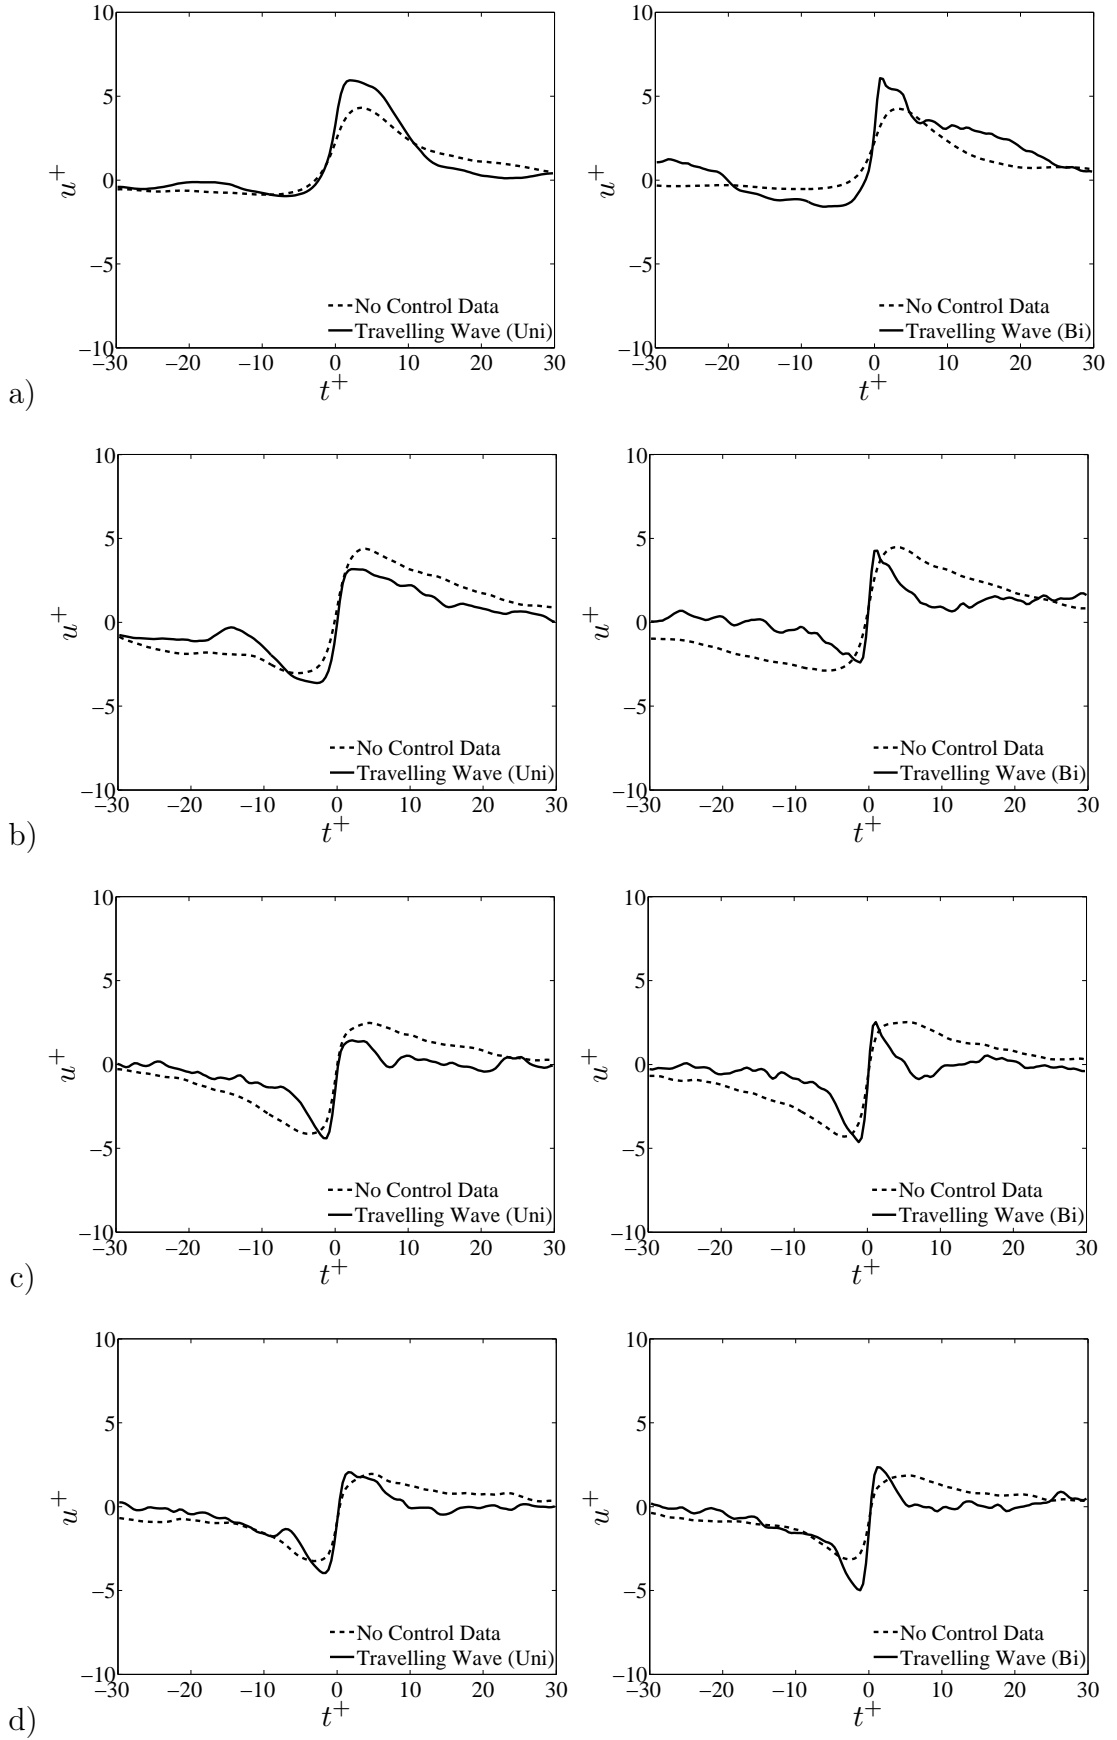 10
5
0
−5
−10
−30
−20
−10
0
10
20
30
u+
t+
No Control Data
Travelling Wave (Uni)
10
5
0
−5
−10
−30
−20
−10
0
10
20
30
u+
t+
No Control Data
Travelling Wave (Bi)
a)
10
5
0
−5
−10
−30
−20
−10
0
10
20
30
u+
t+
No Control Data
Travelling Wave (Uni)
10
5
0
−5
−10
−30
−20
−10
0
10
20
30
u+
t+
No Control Data
Travelling Wave (Bi)
b)
10
5
0
−5
−10
−30
−20
−10
0
10
20
30
u+
t+
No Control Data
Travelling Wave (Uni)
10
5
0
−5
−10
−30
−20
−10
0
10
20
30
u+
t+
No Control Data
Travelling Wave (Bi)
c)
10
5
0
−5
−10
−30
−20
−10
0
10
20
30
u+
t+
No Control Data
Travelling Wave (Uni)
10
5
0
−5
−10
−30
−20
−10
0
10
20
30
u+
t+
No Control Data
Travelling Wave (Bi)
d)